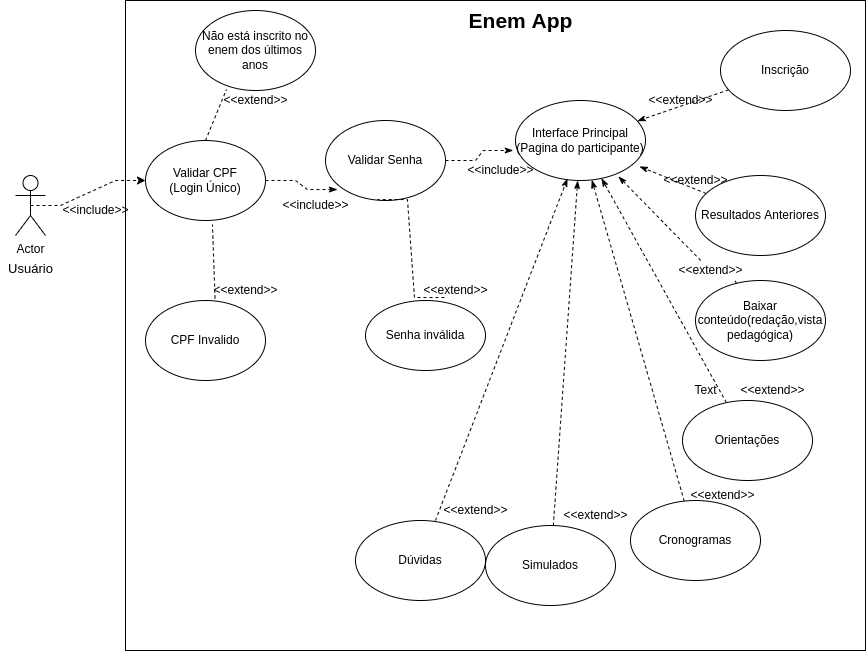 Enem App
Não está inscrito no
enem dos últimos
anos
<<extend>>
Inscrição
<<extend>>
Validar CPF
(Login Único)
Validar Senha
Interface Principal
(Pagina do participante)
<<include>>
<<extend>>
<<include>>
<<include>>
Resultados Anteriores
Actor
Usuário
<<extend>>
<<extend>>
<<extend>>
Baixar
conteúdo(redação,vista
pedagógica)
CPF Invalido
Senha inválida
Text
<<extend>>
Orientações
<<extend>>
<<extend>>
<<extend>>
Cronogramas
Dúvidas
Simulados